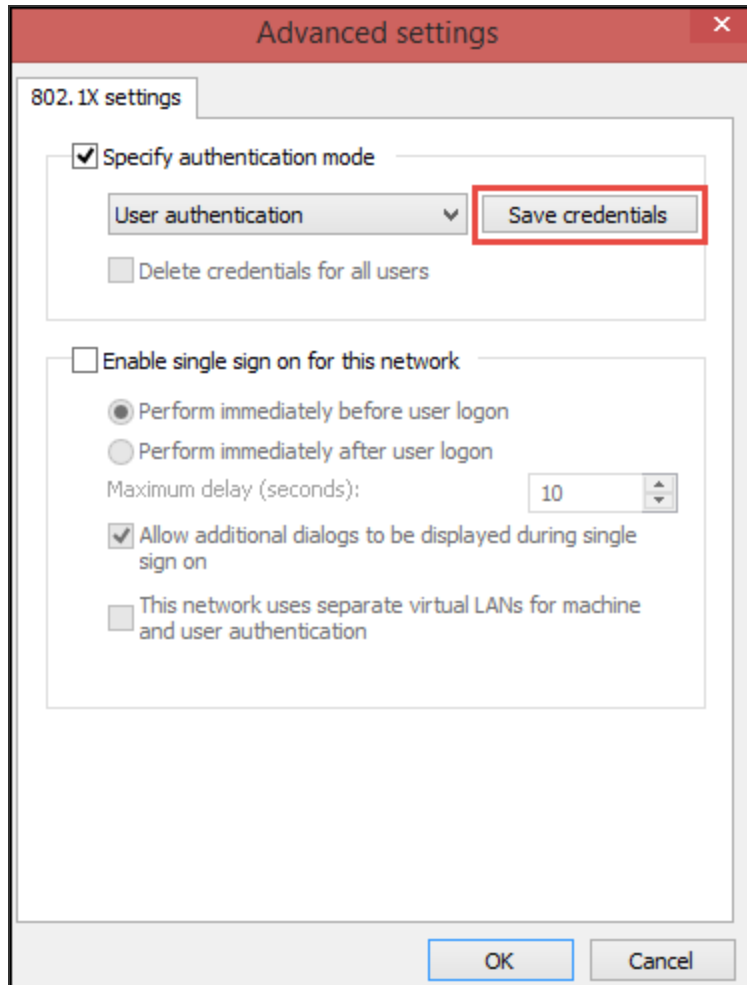 Advanced settings
802.1X settings
Specify authentication mode
User authentication
Save credentials
Delete credentials for all users
Enable single sign on for this network
Perform immediately before user logon
Perform immediately after user logon
Maximum delay (seconds):
10
Allow additional dialogs to be displayed during single
sign on
This network uses separate virtual LANs for machine
and user authentication
OK
Cancel